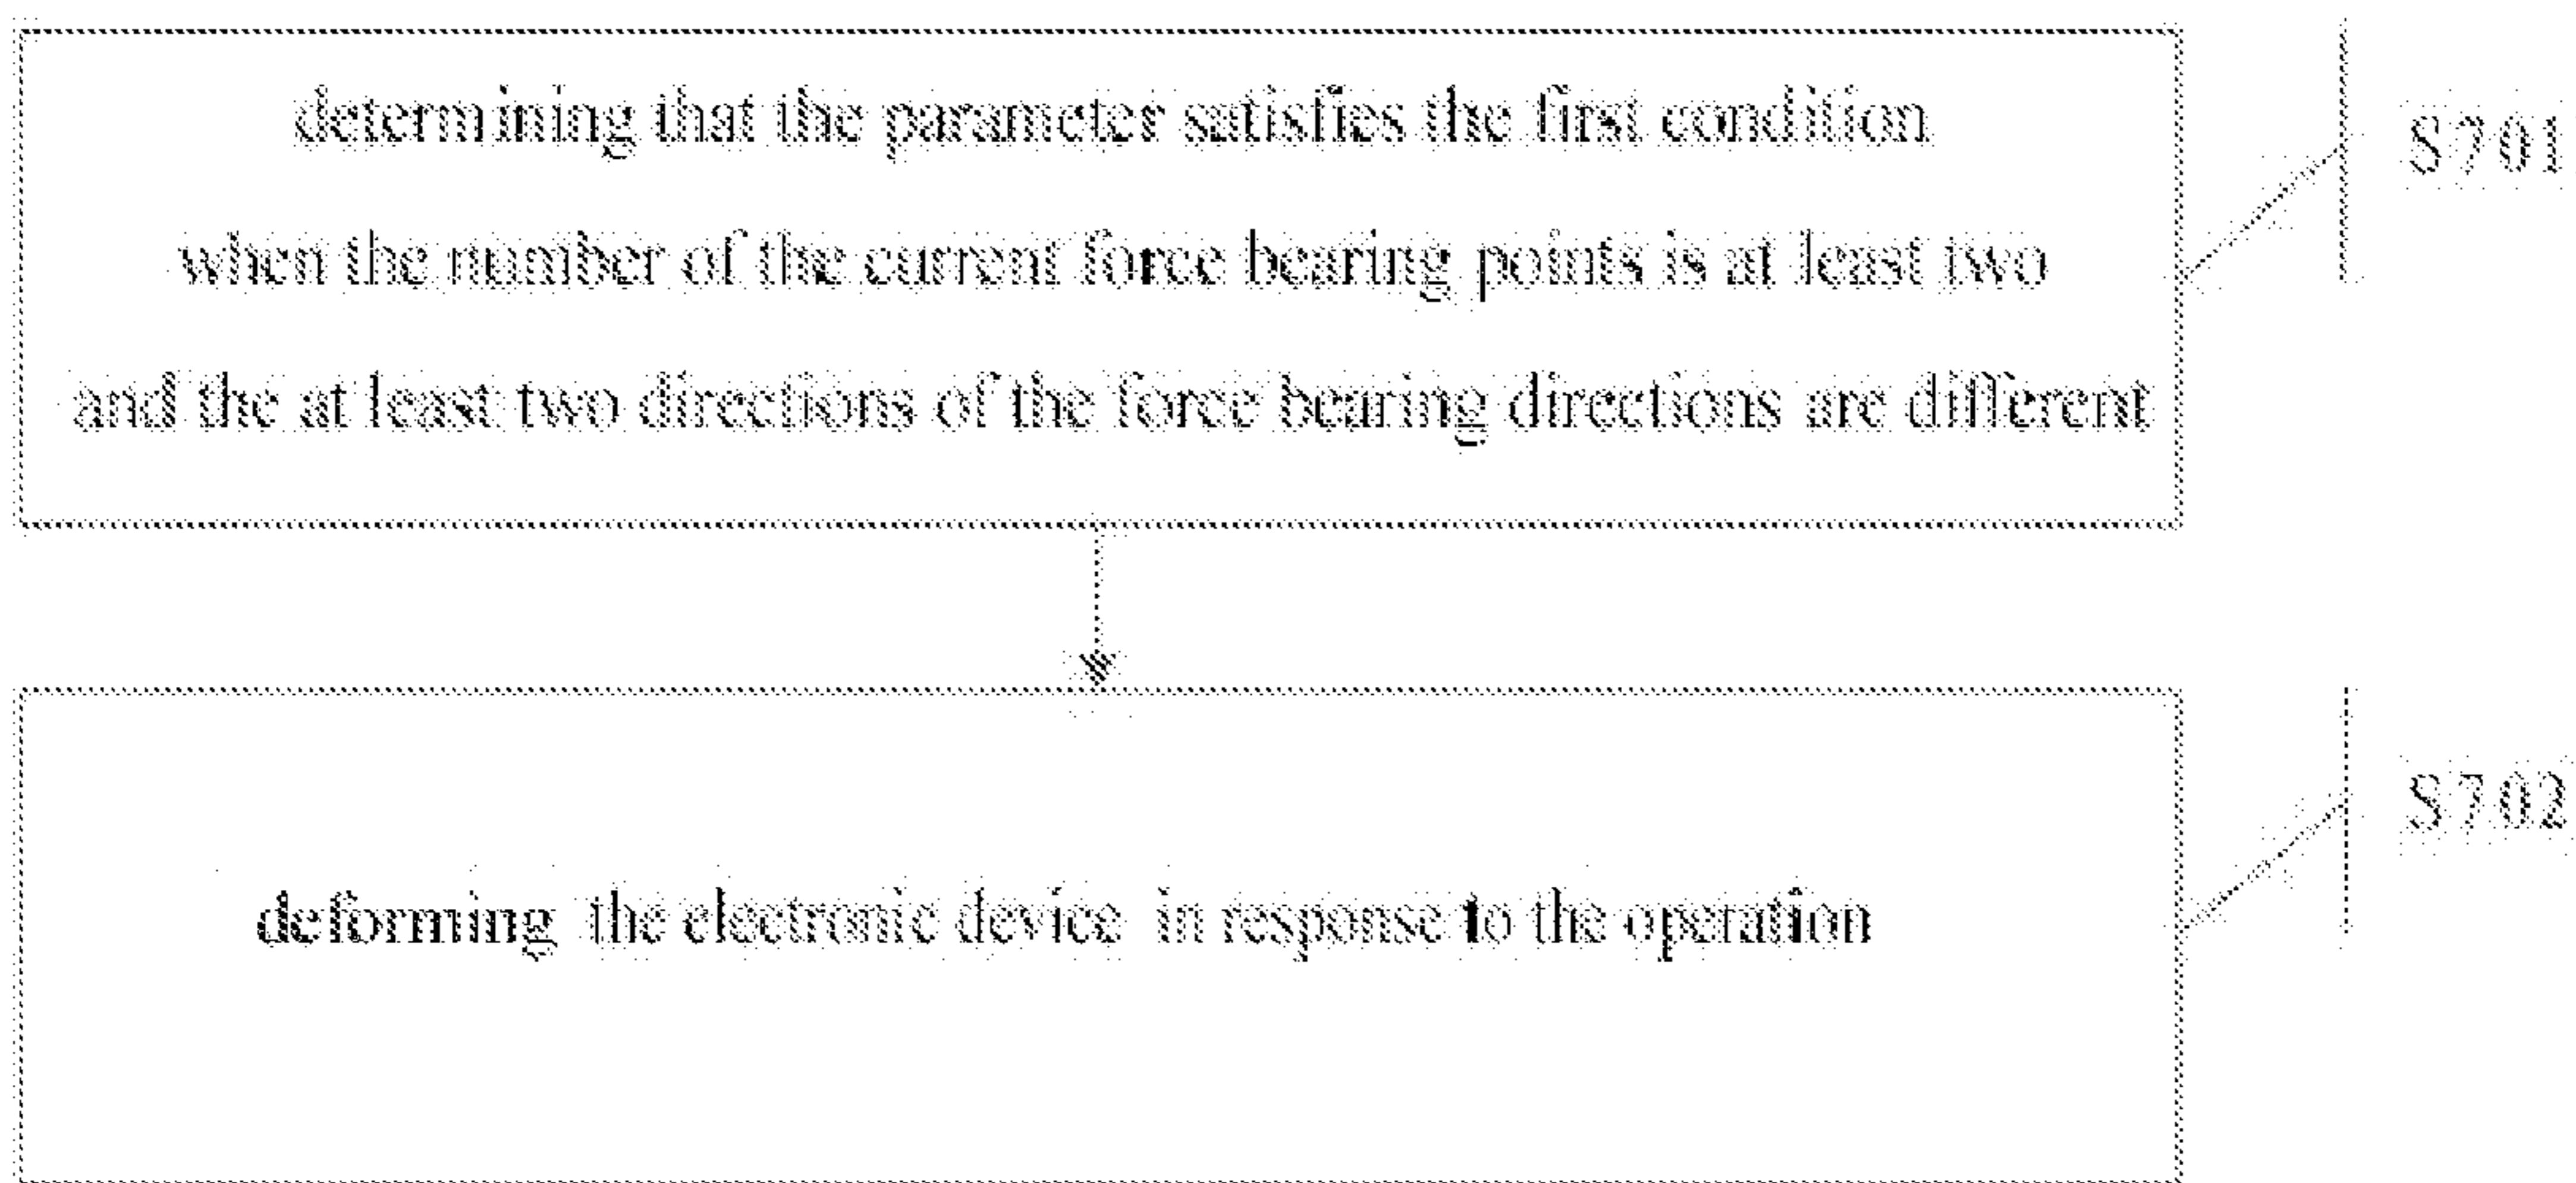 determining that the parameter satisfies the first condition
when the number of the current force bearing points is at least two
and the at least two directions of the force bearing directions are different
S701
deforming the electronic device in response to the operation
S702